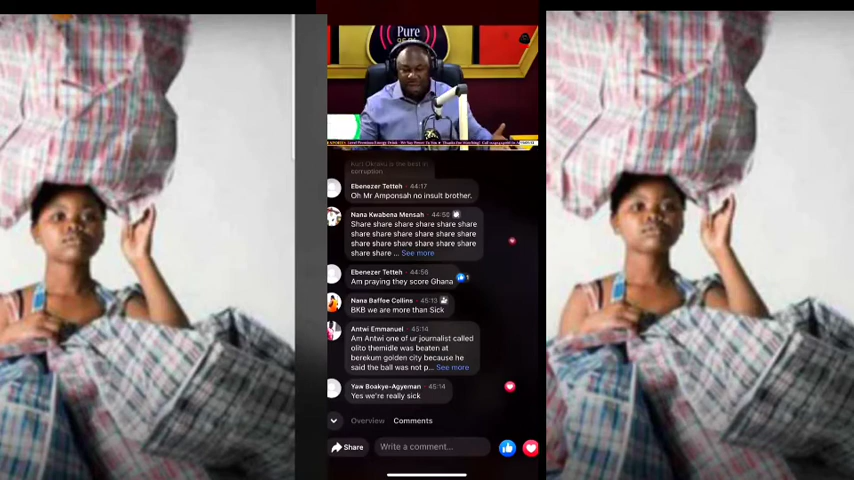 Pure
Kurt Okraku is the best in
corruption
Ebenezer Tetteh · 44:17
Oh Mr Amponsah no insult brother.
Nana Kwabena Mensah · 44:50
Share share share share share share
share share share share share share
share share share share share share
share share ... See more
Ebenezer Tetteh · 44:56
Am praying they score Ghana
1
Nana Baffee Collins · 45:13
BKB we are more than Sick
Antwi Emmanuel · 45:14
Am Antwi one of ur journalist called
olito themidle was beaten at
berekum golden city because he
said the ball was not p... See more
Yaw Boakye-Agyeman · 45:14
Yes we're really sick
Overview Comments
Share Write a comment...